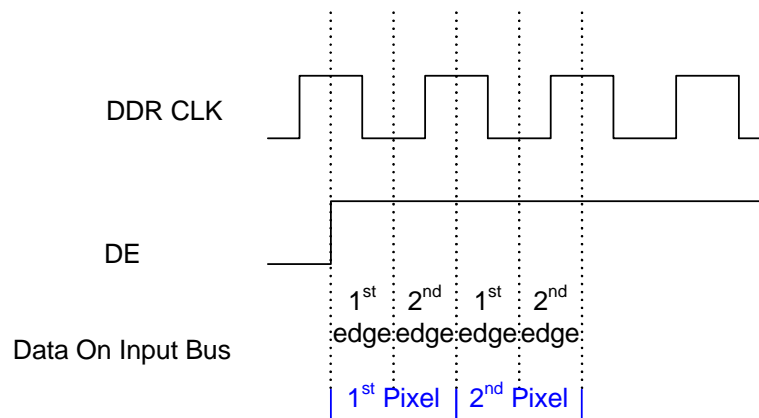 DDR CLK
DE
1st 2nd 1st 2nd
edge edge edge edge
Data On Input Bus
1st Pixel 2nd Pixel